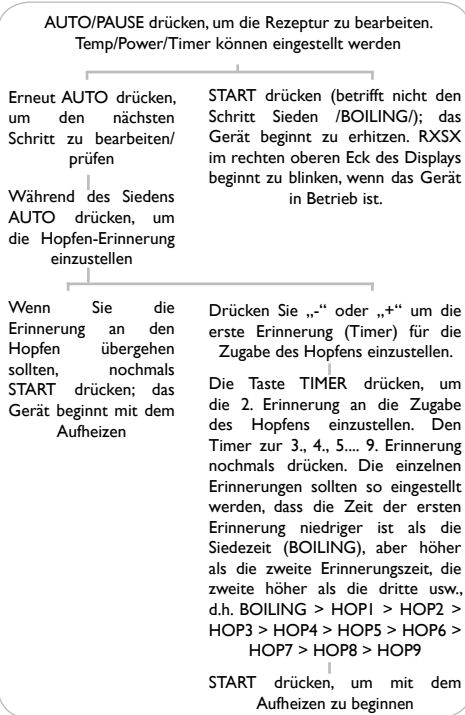 AUTO/PAUSE drücken, um die Rezeptur zu bearbeiten.
Temp/Power/Timer können eingestellt werden
Erneut AUTO drücken,
um den nächsten
Schritt zu bearbeiten/
prüfen
START drücken (betrifft nicht den
Schritt Sieden /BOILING/); das
Gerät beginnt zu erhitzen. RXSX
im rechten oberen Eck des Displays
beginnt zu blinken, wenn das Gerät
in Betrieb ist.
Während des Siedens
AUTO drücken, um
die Hopfen-Erinnerung
einzustellen
Wenn Sie die
Erinnerung an den
Hopfen übergehen
sollten, nochmals
START drücken; das
Gerät beginnt mit dem
Aufheizen
Drücken Sie „-“ oder „+“ um die
erste Erinnerung (Timer) für die
Zugabe des Hopfens einzustellen.
Die Taste TIMER drücken, um
die 2. Erinnerung an die Zugabe
des Hopfens einzustellen. Den
Timer zur 3., 4., 5.... 9. Erinnerung
nochmals drücken. Die einzelnen
Erinnerungen sollten so eingestellt
werden, dass die Zeit der ersten
Erinnerung niedriger ist als die
Siedezeit (BOILING), aber höher
als die zweite Erinnerungszeit, die
zweite höher als die dritte usw.,
d.h. BOILING > HOP1 > HOP2 >
HOP3 > HOP4 > HOP5 > HOP6 >
HOP7 > HOP8 > HOP9
START drücken, um mit dem
Aufheizen zu beginnen